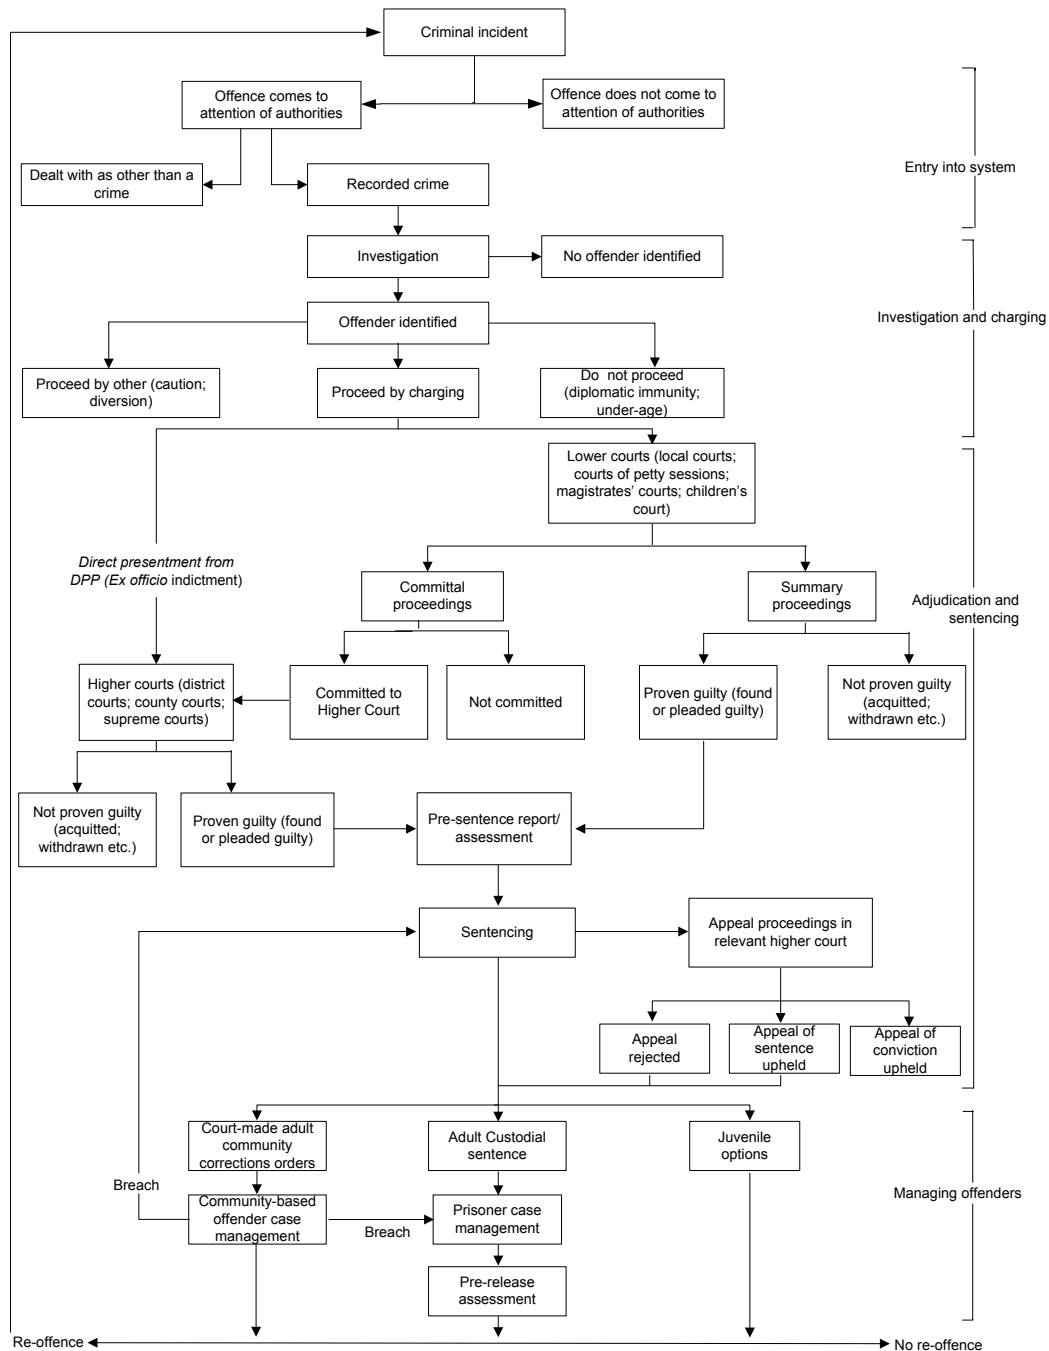 Criminal incident
Offence comes to
attention of authorities
Offence does not come to
attention of authorities
Entry into system
Dealt with as other than a
crime
Recorded crime
Investigation
No offender identified
Investigation and charging
Offender identified
Proceed by other (caution;
diversion)
Proceed by charging
Do  not proceed
(diplomatic immunity;
under-age)
Lower courts (local courts;
courts of petty sessions;
magistrates' courts; children's
court)
Direct presentment from
DPP (Ex officio indictment)
Committal
proceedings
Summary
proceedings
Adjudication and
sentencing
Higher courts (district
courts; county courts;
supreme courts)
Committed to
Higher Court
Not committed
Proven guilty (found
or pleaded guilty)
Not proven guilty
(acquitted;
withdrawn etc.)
Not proven guilty
(acquitted;
withdrawn etc.)
Proven guilty (found
or pleaded guilty)
Pre-sentence report/
assessment
Sentencing
Appeal proceedings in
relevant higher court
Appeal
rejected
Appeal of
sentence
upheld
Appeal of
conviction
upheld
Court-made adult
community
corrections orders
Adult Custodial
sentence
Juvenile
options
Breach
Community-based
offender case
management
Breach
Prisoner case
management
Managing offenders
Pre-release
assessment
Re-offence
No re-offence